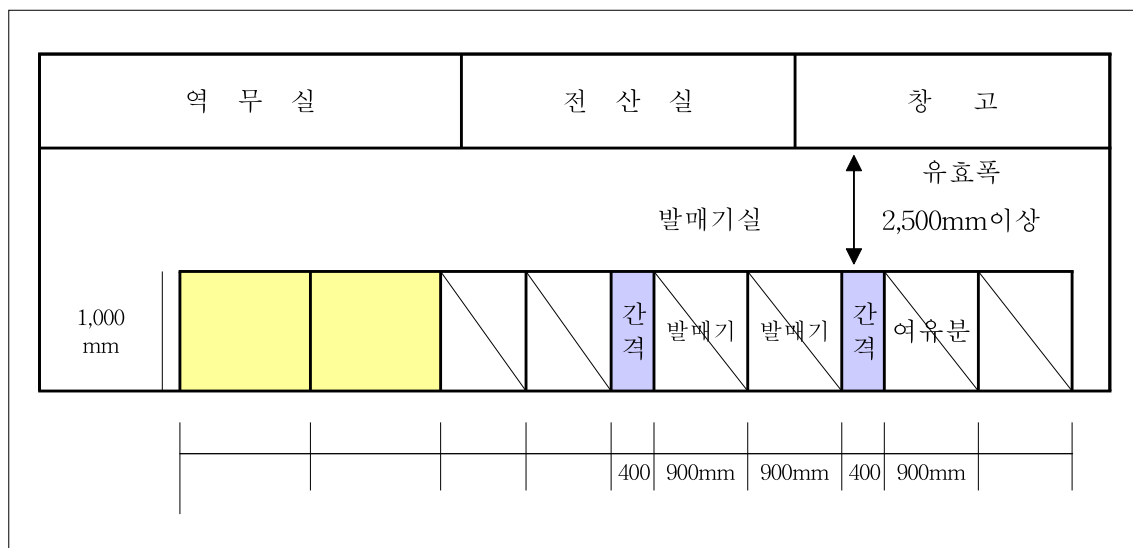 역 무 실
전 산 실
창 고
유효폭
발매기실
2,500mm이상
1,000
mm
간
격
발매기
발매기
간
격
여유분
400
900mm
900mm
400
900mm